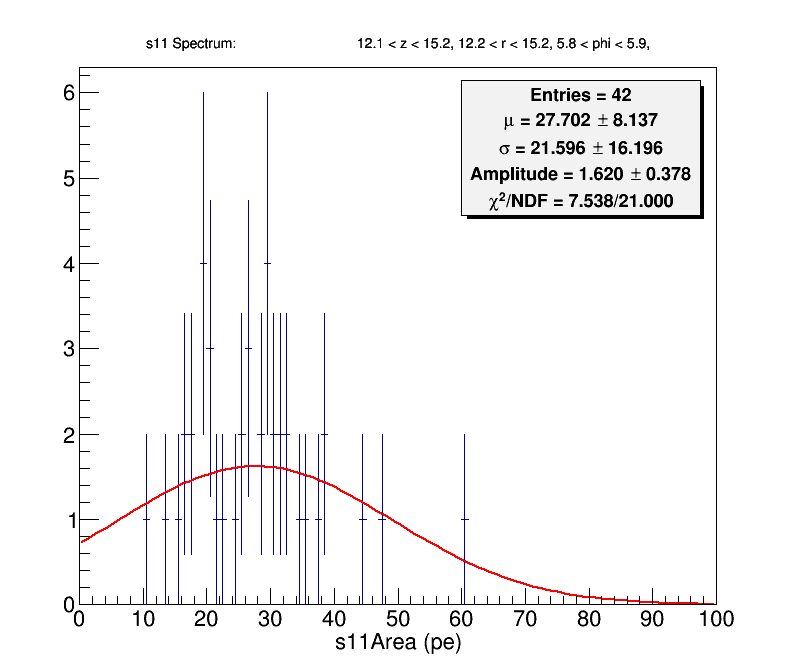 s11 Spectrum: 12.1 < z < 15.2, 12.2 < r < 15.2, 5.8 < phi < 5.9,
Entries = 42
μ = 27.702 ± 8.137
σ = 21.596 ± 16.196
Amplitude = 1.620 ± 0.378
χ²/NDF = 7.538/21.000
6
5
4
3
2
1
0
0 10 20 30 40 50 60 70 80 90 100
s11Area (pe)